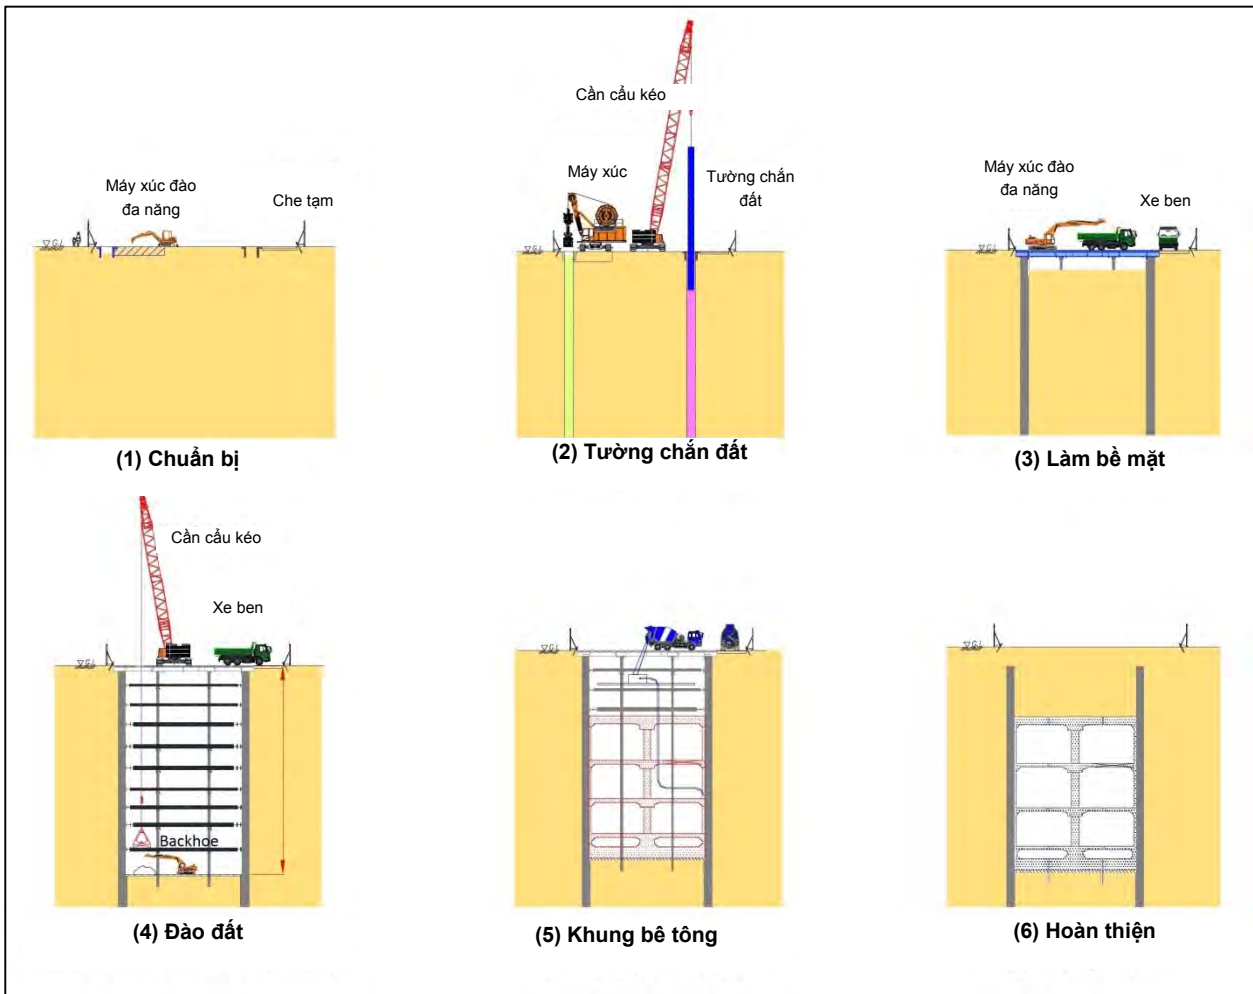 Cần cẩu kéo
Máy xúc đào
đa năng
Che tạm
Máy xúc
Tường chắn
đất
Máy xúc đào
đa năng
Xe ben
G.L
G.L
G.L
(1) Chuẩn bị
(2) Tường chắn đất
(3) Làm bề mặt
Cần cẩu kéo
Xe ben
G.L
G.L
G.L
Backhoe
(4) Đào đất
(5) Khung bê tông
(6) Hoàn thiện